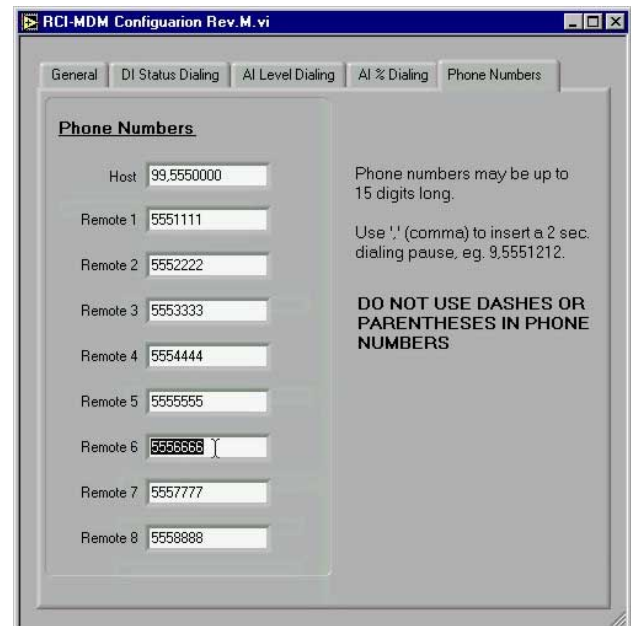 RCI-MDM Configuarion Rev.M.vi
General DI Status Dialing AI Level Dialing AI % Dialing Phone Numbers
Phone Numbers
Host 99,5550000
Remote 1 5551111
Remote 2 5552222
Remote 3 5553333
Remote 4 5554444
Remote 5 5555555
Remote 6 5556666
Remote 7 5557777
Remote 8 5558888
Phone numbers may be up to
15 digits long.
Use ',' (comma) to insert a 2 sec.
dialing pause, eg. 9,5551212.
DO NOT USE DASHES OR
PARENTHESES IN PHONE
NUMBERS